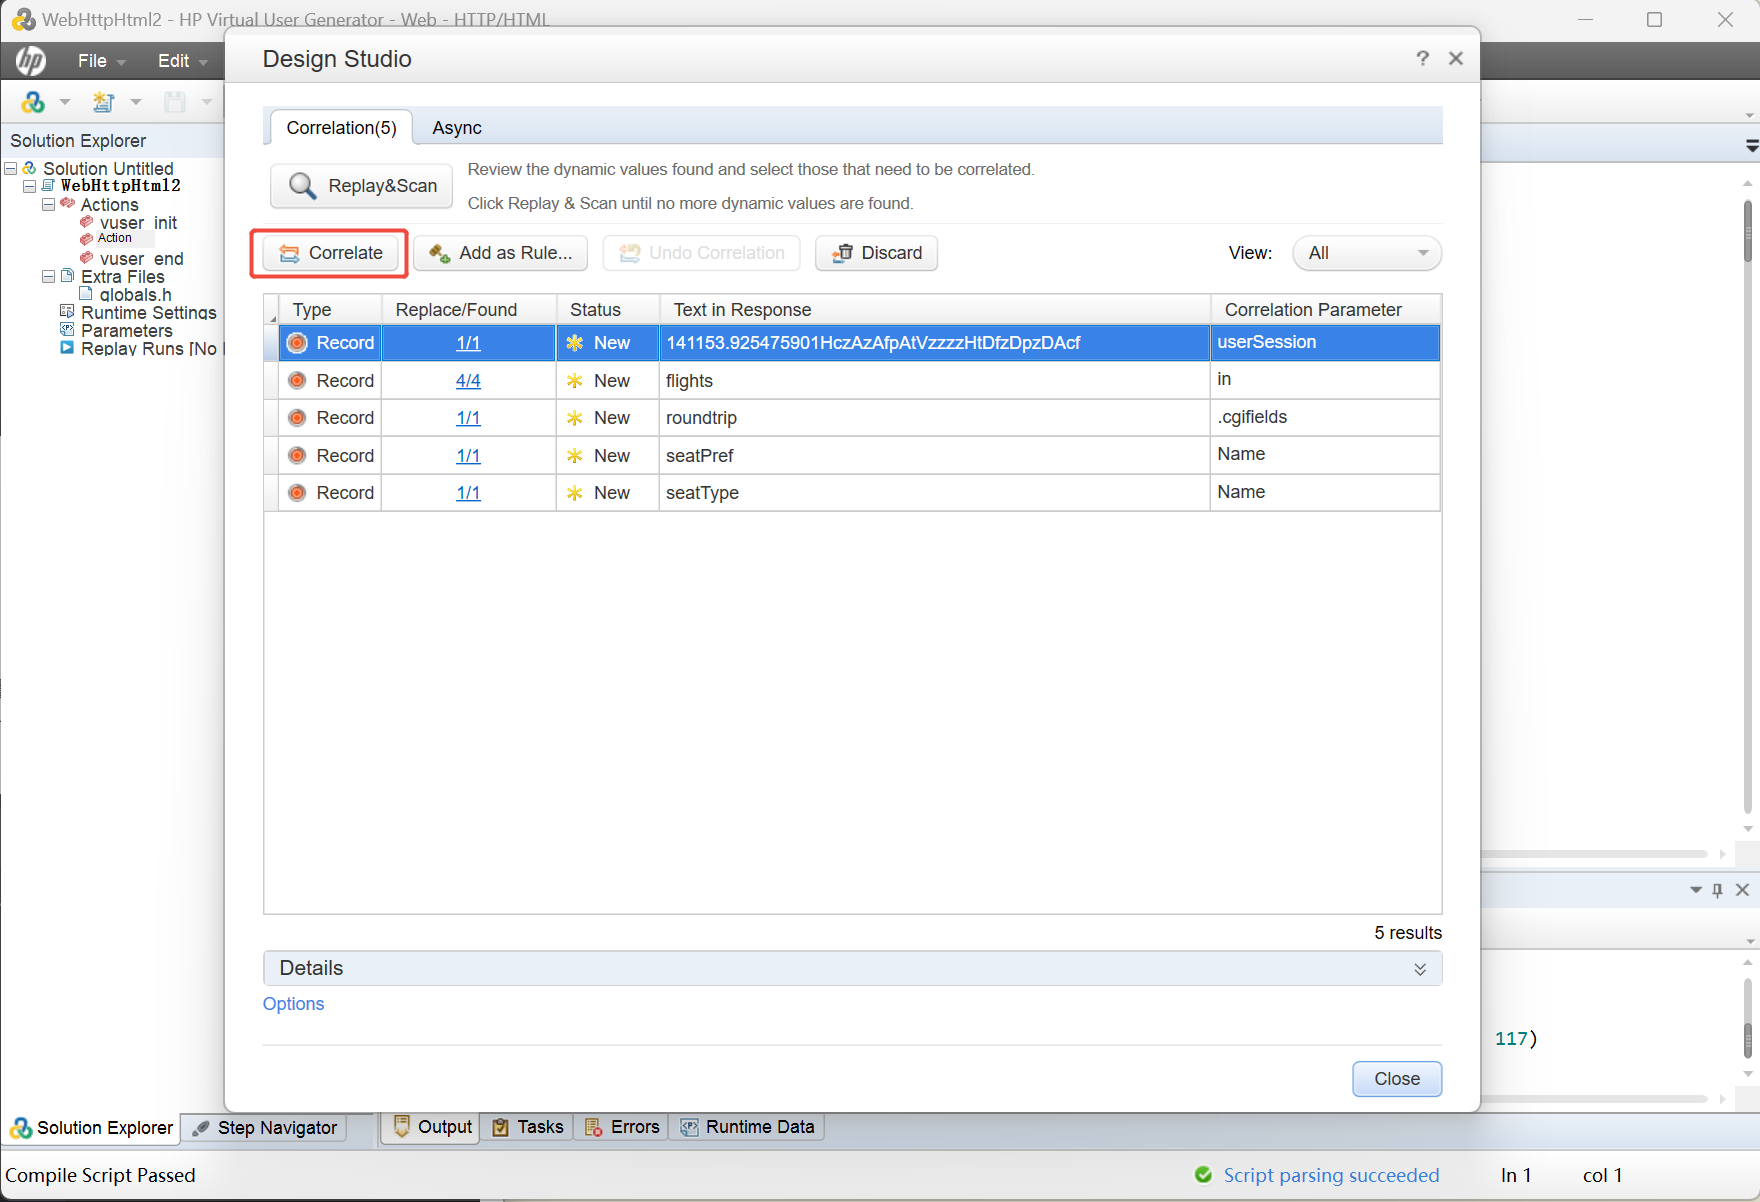 WebHttpHtml2 - HP Virtual User Generator - Web - HTTP/HTML
hp File Edit
Design Studio
Solution Explorer
Solution Untitled
WebHttpHtml2
Actions
vuser_init
Action
vuser_end
Extra Files
globals.h
Runtime Settings
Parameters
Replay Runs [No
Correlation(5) Async
Replay&Scan
Review the dynamic values found and select those that need to be correlated.
Click Replay & Scan until no more dynamic values are found.
Correlate Add as Rule... Undo Correlation Discard View: All
Type Replace/Found Status Text in Response Correlation Parameter
Record 1/1 New 141153.925475901HczAzAfpAtVzzzzHtDfzDpzDAcf userSession
Record 4/4 New flights in
Record 1/1 New roundtrip .cgifields
Record 1/1 New seatPref Name
Record 1/1 New seatType Name
5 results
Details
Options
117)
Close
Solution Explorer Step Navigator Output Tasks Errors Runtime Data
Compile Script Passed Script parsing succeeded ln 1 col 1